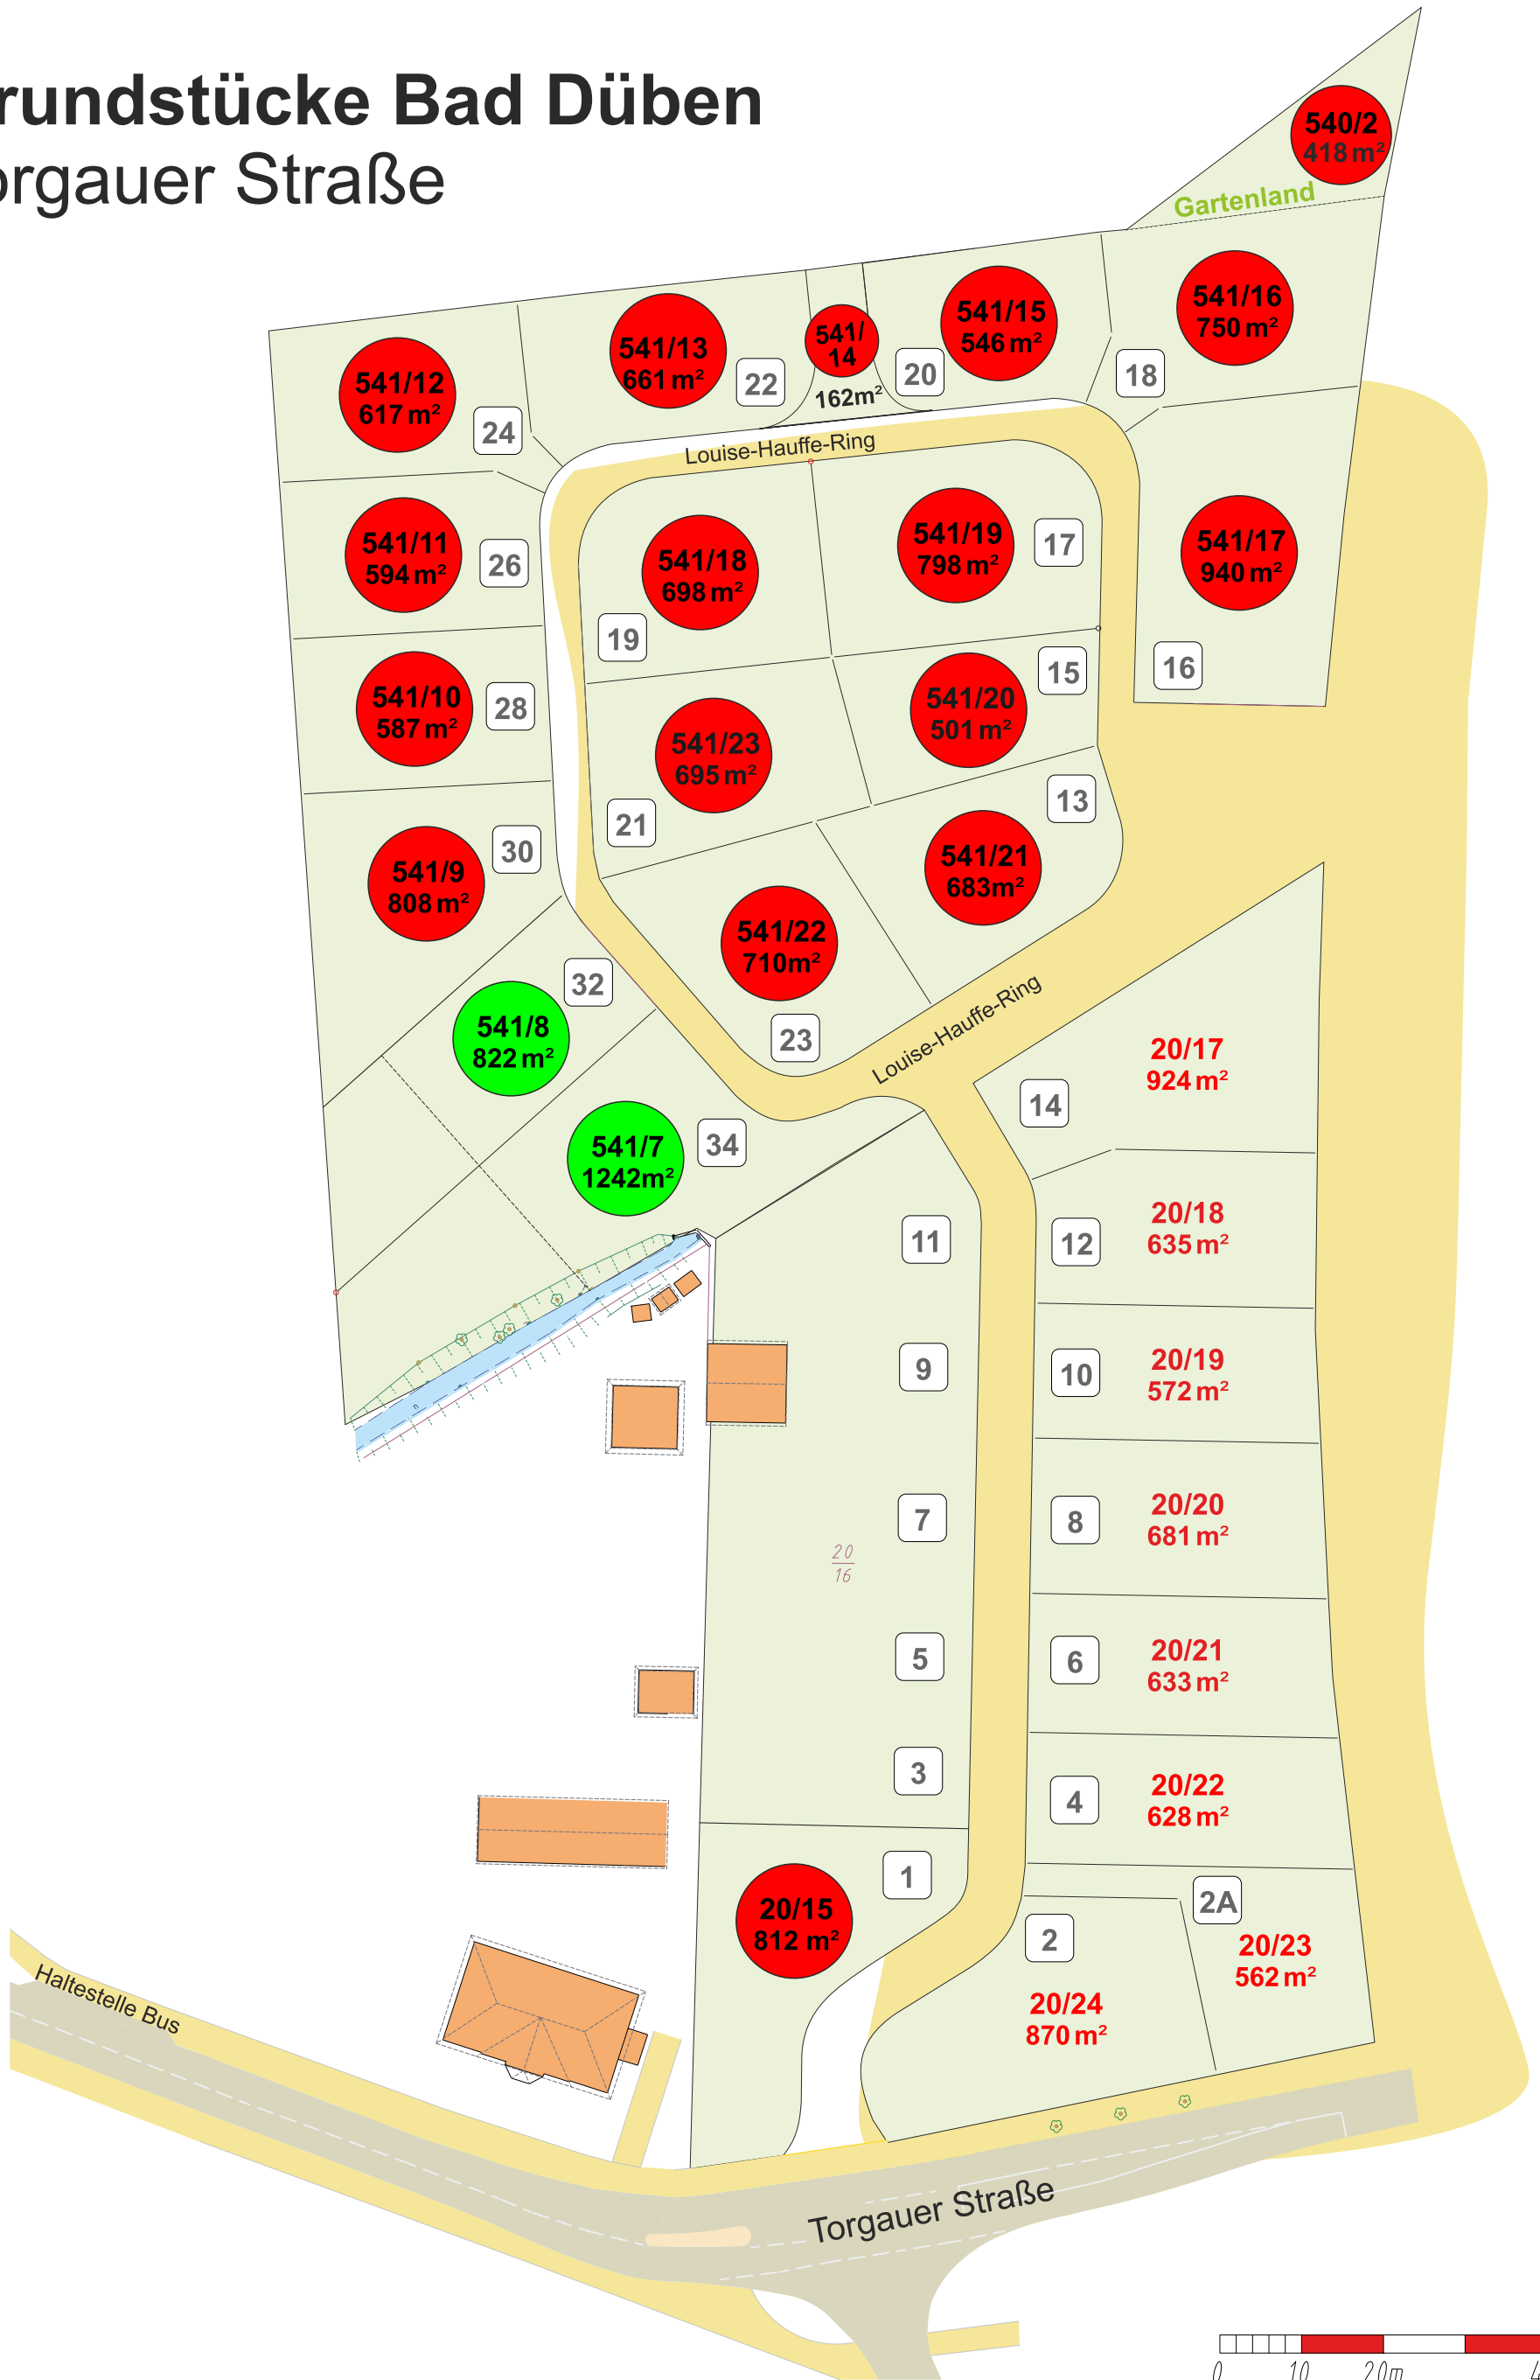 rundstücke Bad Düben
orgauer Straße
540/2
418 m²
Gartenland
541/16
750 m²
541/15
546 m²
541/
14
162m²
541/13
661 m²
541/12
617 m²
18
20
22
24
Louise-Hauffe-Ring
541/11
594 m²
26
541/18
698 m²
19
541/19
798 m²
17
541/17
940 m²
16
541/10
587 m²
28
541/23
695 m²
21
541/20
501 m²
15
541/9
808 m²
30
541/21
683m²
13
541/22
710m²
23
541/8
822 m²
32
541/7
1242m²
34
Louise-Hauffe-Ring
20/17
924 m²
14
11
12
20/18
635 m²
9
10
20/19
572 m²
7
8
20/20
681 m²
20
16
5
6
20/21
633 m²
3
4
20/22
628 m²
1
20/15
812 m²
2A
20/23
562 m²
2
20/24
870 m²
Haltestelle Bus
Torgauer Straße
0 10 20m